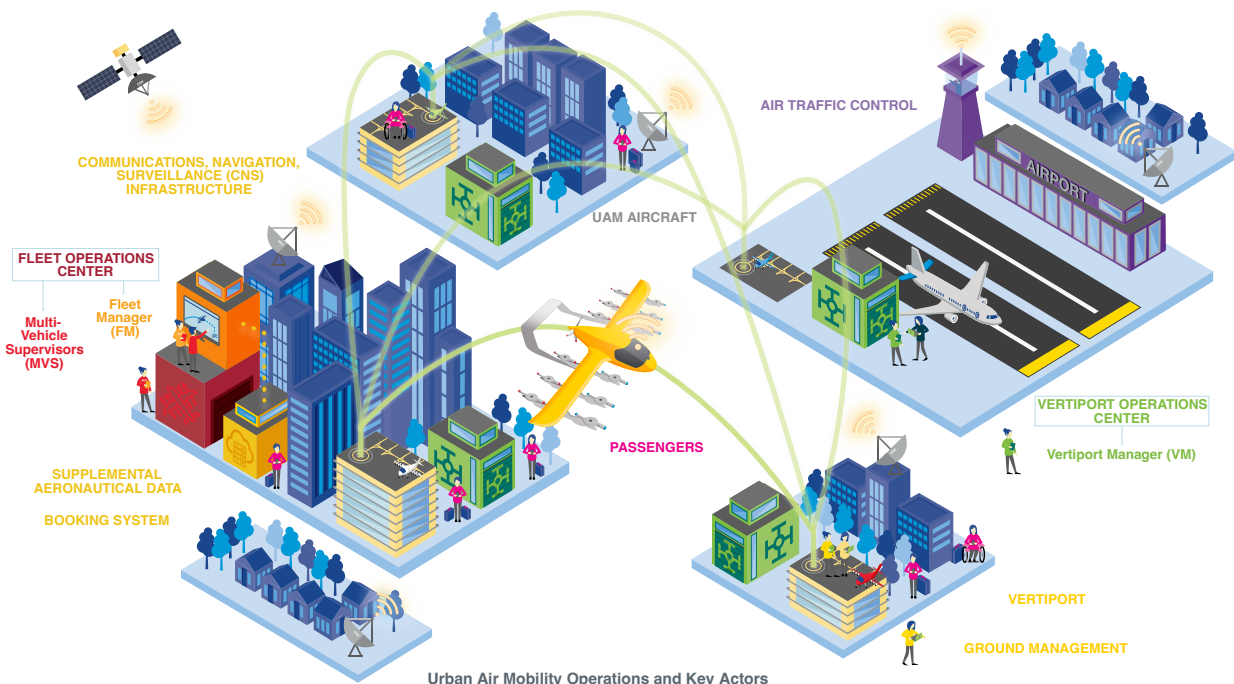 AIR TRAFFIC CONTROL
COMMUNICATIONS, NAVIGATION,
SURVEILLANCE (CNS)
INFRASTRUCTURE
AIRPORT
UAM AIRCRAFT
FLEET OPERATIONS
CENTER
Fleet
Manager
(FM)
Multi-
Vehicle
Supervisors
(MVS)
VERTIPORT OPERATIONS
CENTER
Vertiport Manager (VM)
PASSENGERS
SUPPLEMENTAL
AERONAUTICAL DATA
BOOKING SYSTEM
VERTIPORT
GROUND MANAGEMENT
Urban Air Mobility Operations and Key Actors